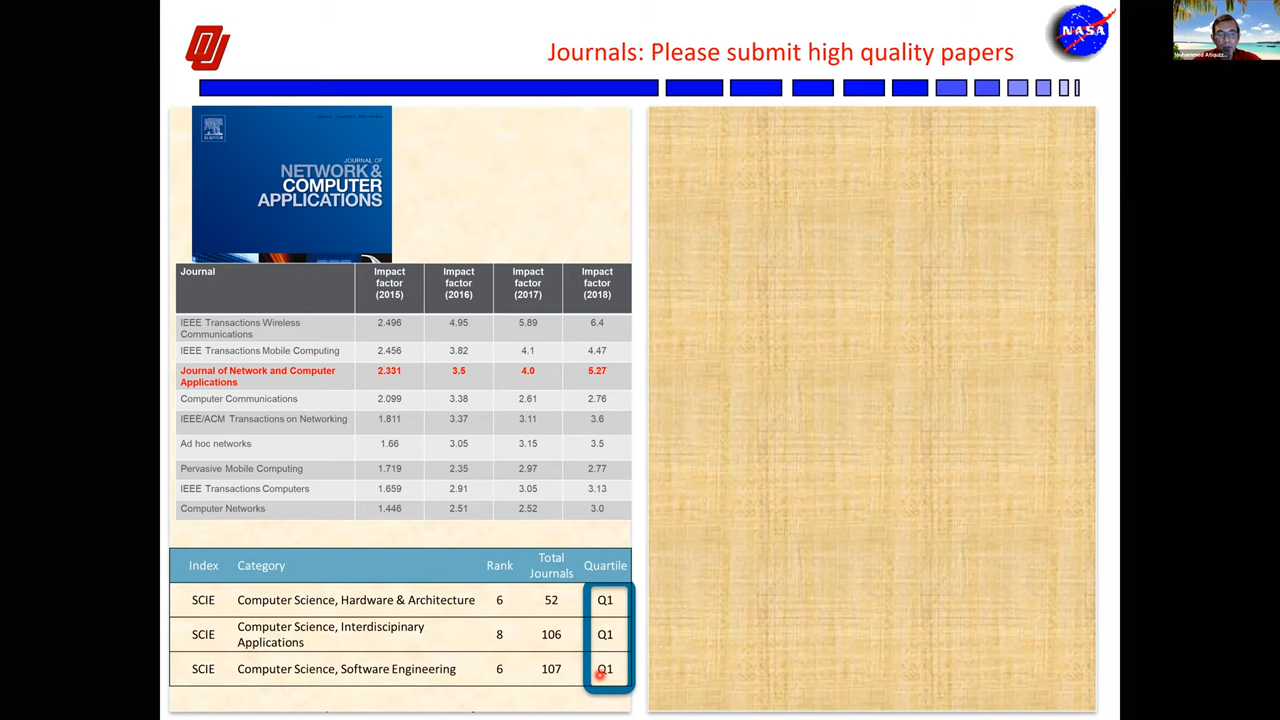 Journals: Please submit high quality papers
NASA
Mohammed Atiquzz...
ELSEVIER
JOURNAL OF
NETWORK &
COMPUTER
APPLICATIONS
Journal Impact factor (2015) Impact factor (2016) Impact factor (2017) Impact factor (2018)
IEEE Transactions Wireless Communications 2.496 4.95 5.89 6.4
IEEE Transactions Mobile Computing 2.456 3.82 4.1 4.47
Journal of Network and Computer Applications 2.331 3.5 4.0 5.27
Computer Communications 2.099 3.38 2.61 2.76
IEEE/ACM Transactions on Networking 1.811 3.37 3.11 3.6
Ad hoc networks 1.66 3.05 3.15 3.5
Pervasive Mobile Computing 1.719 2.35 2.97 2.77
IEEE Transactions Computers 1.659 2.91 3.05 3.13
Computer Networks 1.446 2.51 2.52 3.0
Index Category Rank Total Journals Quartile
SCIE Computer Science, Hardware & Architecture 6 52 Q1
SCIE Computer Science, Interdiscipinary Applications 8 106 Q1
SCIE Computer Science, Software Engineering 6 107 Q1